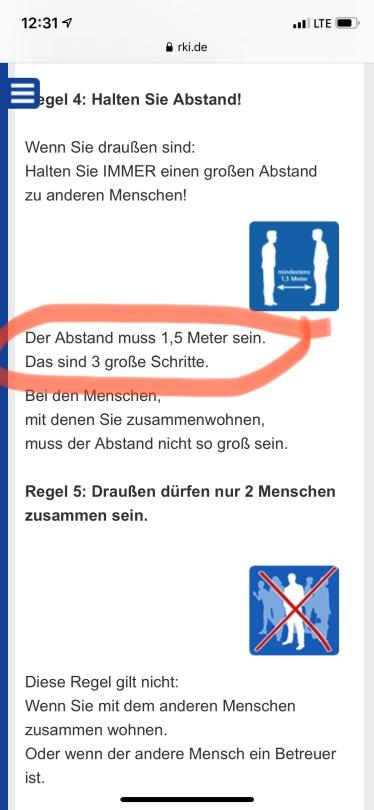 12:31
LTE
rki.de
egel 4: Halten Sie Abstand!
Wenn Sie draußen sind:
Halten Sie IMMER einen großen Abstand
zu anderen Menschen!
mindestens
1,5 Meter
Der Abstand muss 1,5 Meter sein.
Das sind 3 große Schritte.
Bei den Menschen,
mit denen Sie zusammenwohnen,
muss der Abstand nicht so groß sein.
Regel 5: Draußen dürfen nur 2 Menschen
zusammen sein.
Diese Regel gilt nicht:
Wenn Sie mit dem anderen Menschen
zusammen wohnen.
Oder wenn der andere Mensch ein Betreuer
ist.